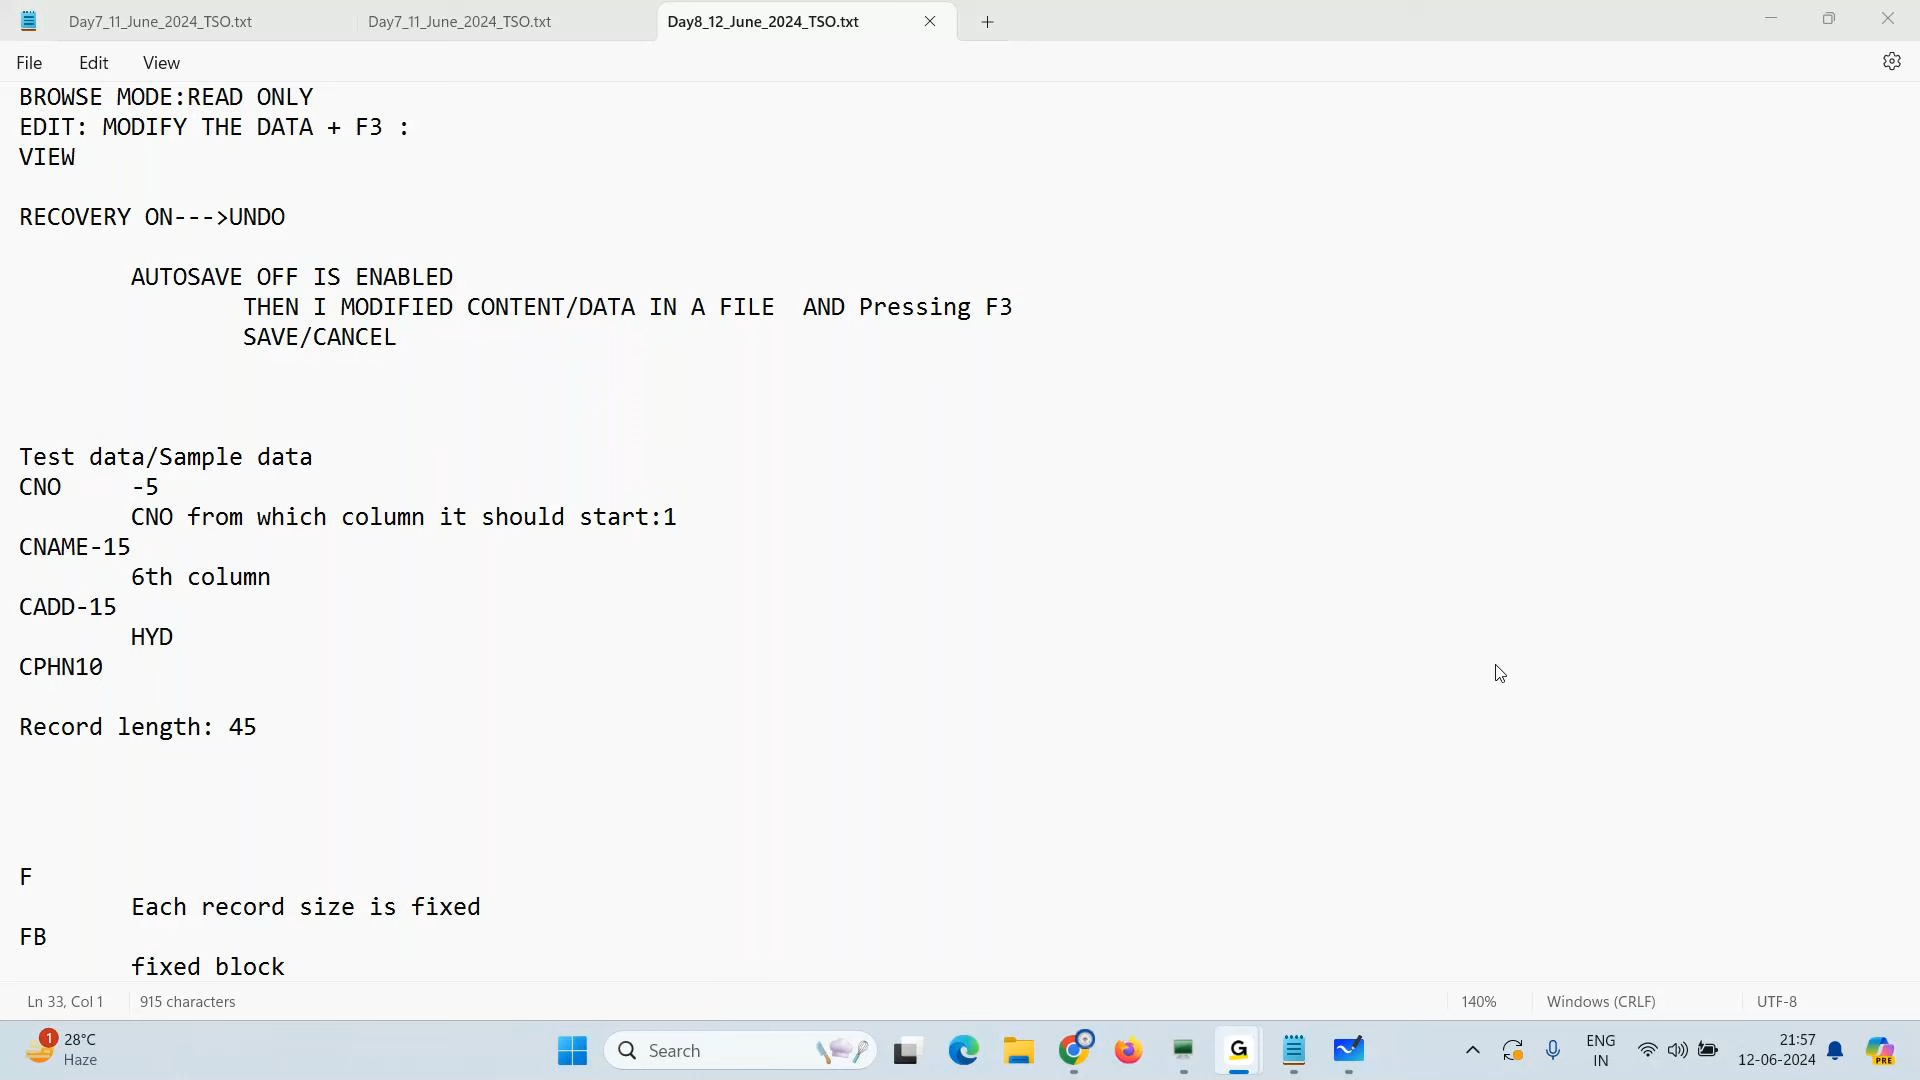 Day7_11_June_2024_TSO.txt
Day7_11_June_2024_TSO.txt
Day8_12_June_2024_TSO.txt
File Edit View
BROWSE MODE:READ ONLY
EDIT: MODIFY THE DATA + F3 :
VIEW
RECOVERY ON--->UNDO
AUTOSAVE OFF IS ENABLED
THEN I MODIFIED CONTENT/DATA IN A FILE  AND Pressing F3
SAVE/CANCEL
Test data/Sample data
CNO     -5
CNO from which column it should start:1
CNAME-15
6th column
CADD-15
HYD
CPHN10
Record length: 45
F
Each record size is fixed
FB
fixed block
Ln 33, Col 1
915 characters
140%
Windows (CRLF)
UTF-8
1
28°C
Haze
Search
G
ENG
IN
21:57
12-06-2024
PRE